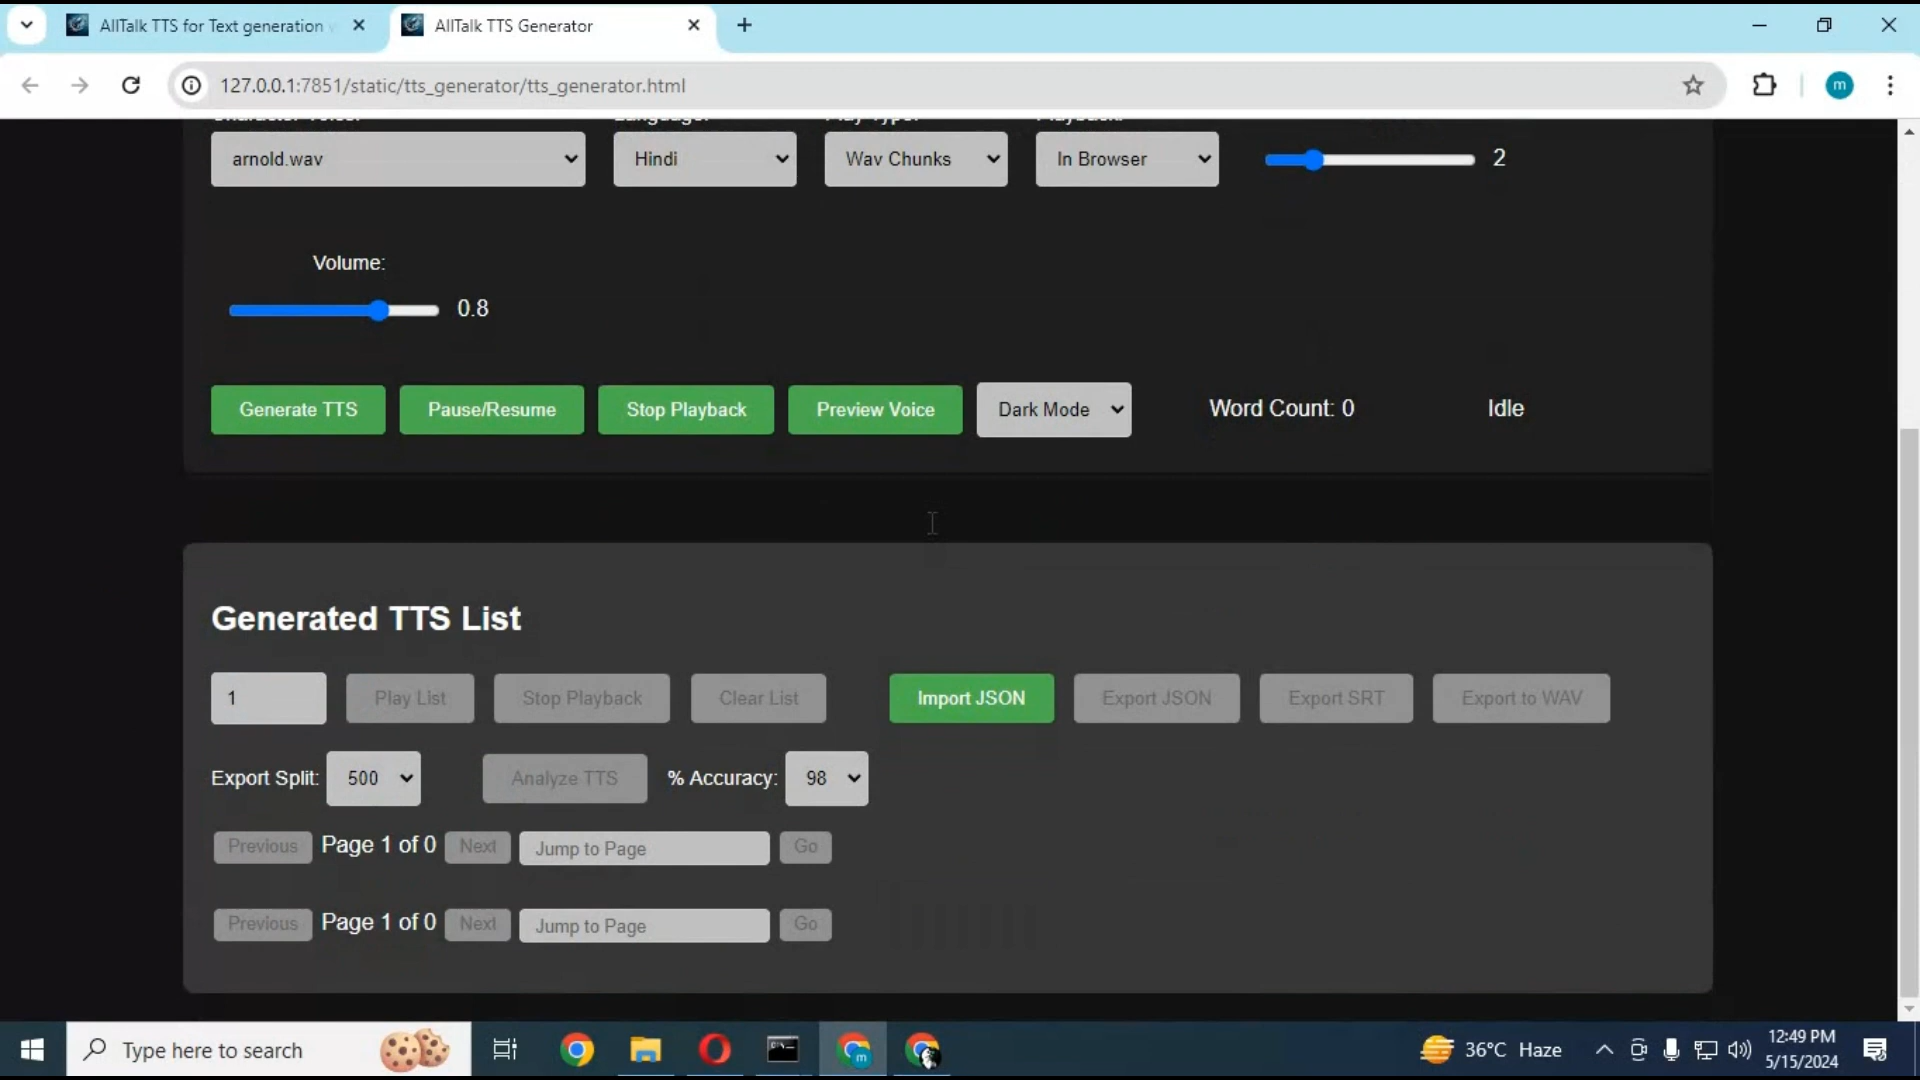 AllTalk TTS for Text generation
AllTalk TTS Generator
127.0.0.1:7851/static/tts_generator/tts_generator.html
m
arnold.wav
Hindi
Wav Chunks
In Browser
2
Volume:
0.8
Generate TTS
Pause/Resume
Stop Playback
Preview Voice
Dark Mode
Word Count: 0
Idle
Generated TTS List
1
Play List
Stop Playback
Clear List
Import JSON
Export JSON
Export SRT
Export to WAV
Export Split:
500
Analyze TTS
% Accuracy:
98
Previous
Page 1 of 0
Next
Jump to Page
Go
Previous
Page 1 of 0
Next
Jump to Page
Go
Type here to search
m
36°C Haze
12:49 PM
5/15/2024